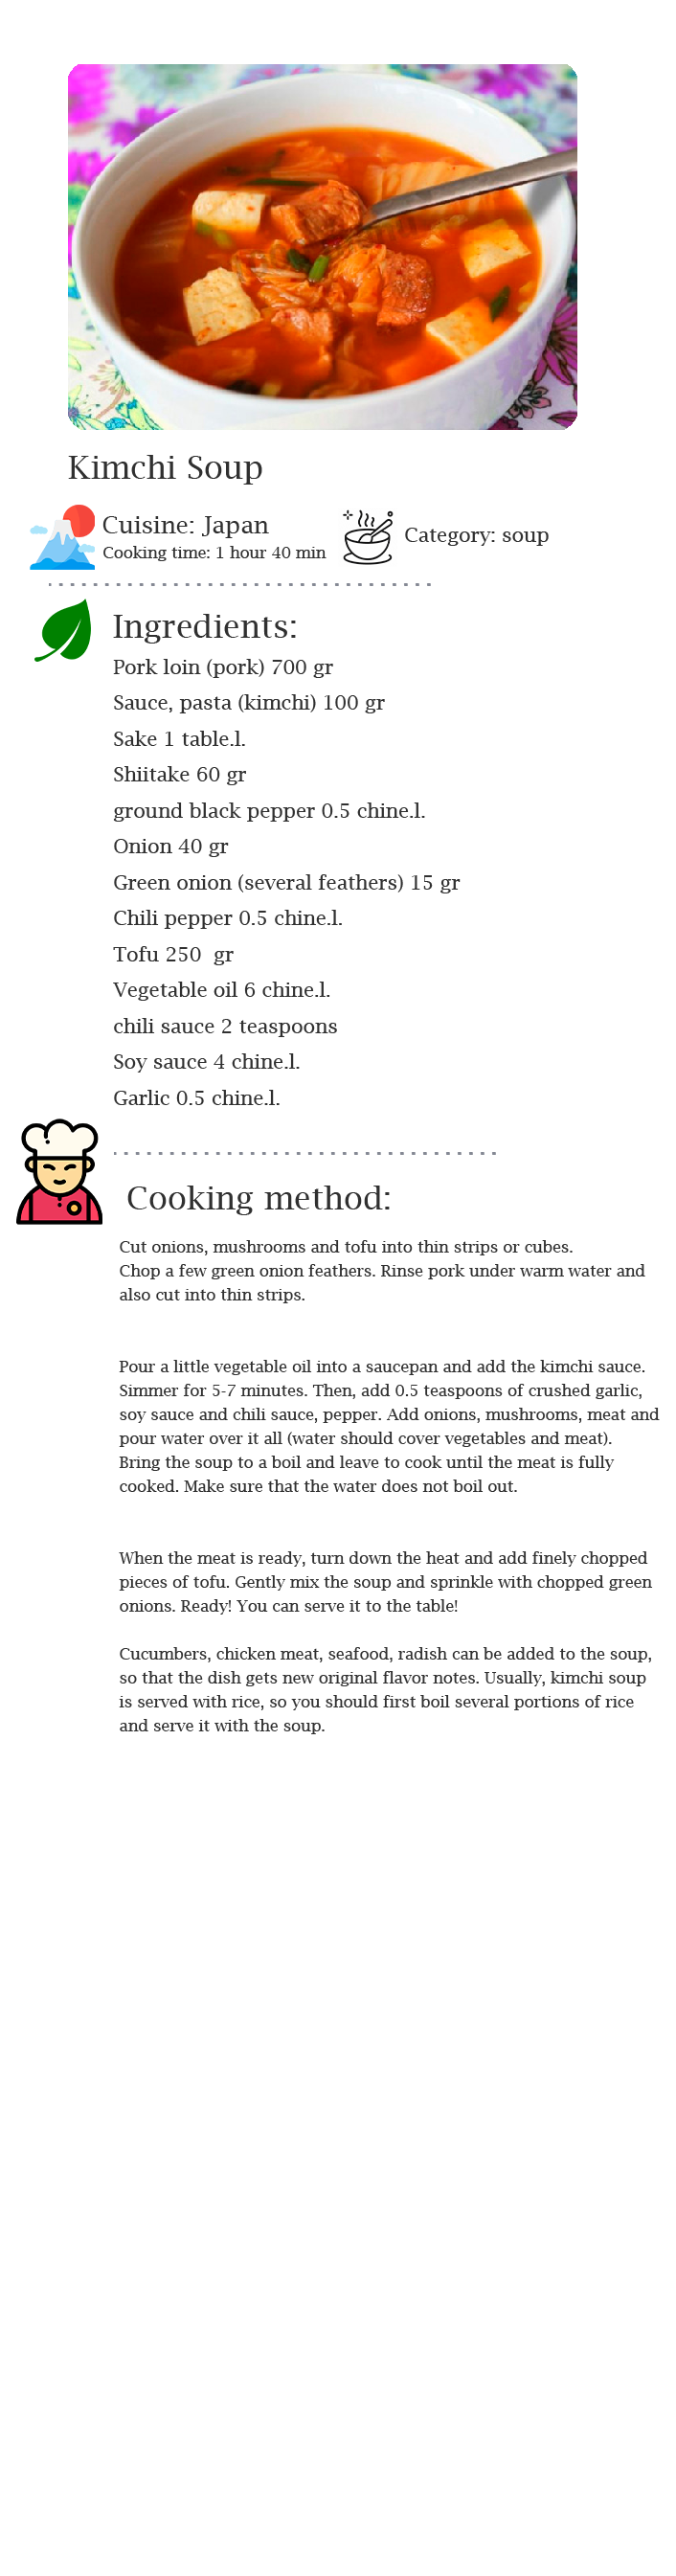 Kimchi Soup
Cuisine: Japan
Cooking time: 1 hour 40 min
Category: soup
Ingredients:
Pork loin (pork) 700 gr
Sauce, pasta (kimchi) 100 gr
Sake 1 table.l.
Shiitake 60 gr
ground black pepper 0.5 chine.l.
Onion 40 gr
Green onion (several feathers) 15 gr
Chili pepper 0.5 chine.l.
Tofu 250  gr
Vegetable oil 6 chine.l.
chili sauce 2 teaspoons
Soy sauce 4 chine.l.
Garlic 0.5 chine.l.
Cooking method:
Cut onions, mushrooms and tofu into thin strips or cubes.
Chop a few green onion feathers. Rinse pork under warm water and
also cut into thin strips.
Pour a little vegetable oil into a saucepan and add the kimchi sauce.
Simmer for 5-7 minutes. Then, add 0.5 teaspoons of crushed garlic,
soy sauce and chili sauce, pepper. Add onions, mushrooms, meat and
pour water over it all (water should cover vegetables and meat).
Bring the soup to a boil and leave to cook until the meat is fully
cooked. Make sure that the water does not boil out.
When the meat is ready, turn down the heat and add finely chopped
pieces of tofu. Gently mix the soup and sprinkle with chopped green
onions. Ready! You can serve it to the table!
Cucumbers, chicken meat, seafood, radish can be added to the soup,
so that the dish gets new original flavor notes. Usually, kimchi soup
is served with rice, so you should first boil several portions of rice
and serve it with the soup.